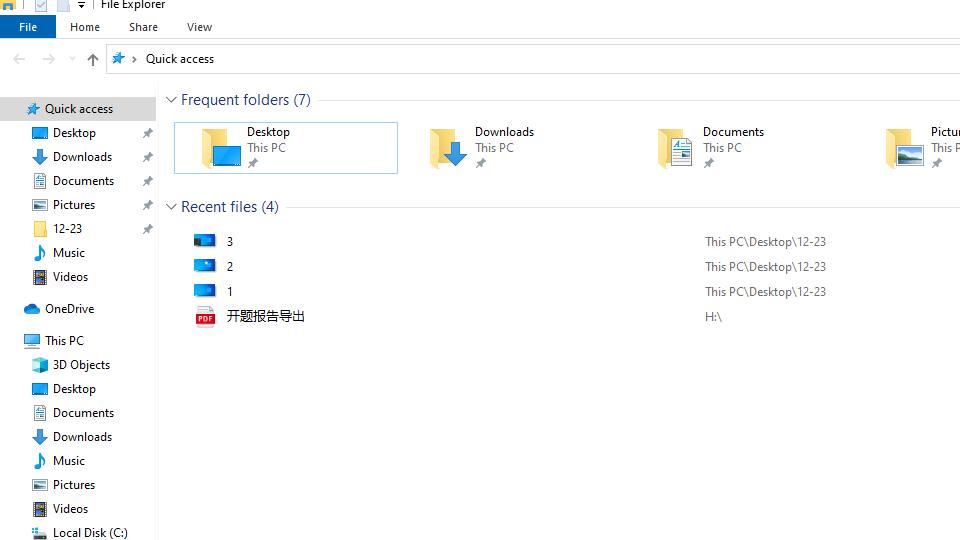 File Explorer
File
Home
Share
View
Quick access
Quick access
Desktop
Downloads
Documents
Pictures
12-23
Music
Videos
OneDrive
This PC
3D Objects
Desktop
Documents
Downloads
Music
Pictures
Videos
Local Disk (C:)
Frequent folders (7)
Desktop
This PC
Downloads
This PC
Documents
This PC
Pictur
This P
Recent files (4)
3 This PC\Desktop\12-23
2 This PC\Desktop\12-23
1 This PC\Desktop\12-23
PDF 开题报告导出 H:\